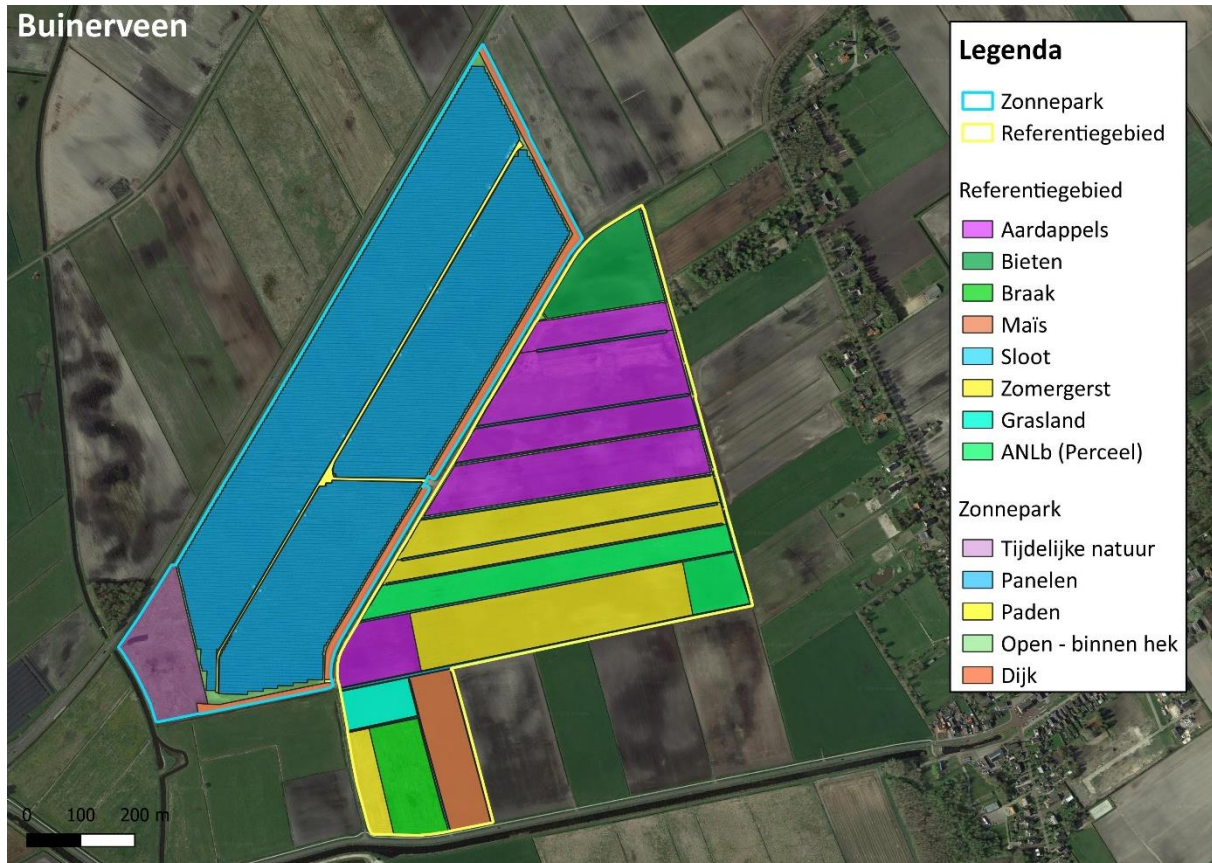 Buinerveen
Legenda
Zonnepark
Referentiegebied
Referentiegebied
Aardappels
Bieten
Braak
Maïs
Sloot
Zomergerst
Grasland
ANLb (Perceel)
Zonnepark
Tijdelijke natuur
Panelen
Paden
Open - binnen hek
Dijk
0 100 200 m